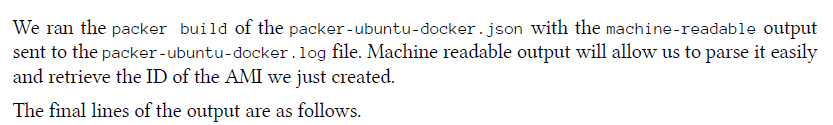 We ran the packer build of the packer-ubuntu-docker.json with the machine-readable output
sent to the packer-ubuntu-docker.log file. Machine readable output will allow us to parse it easily
and retrieve the ID of the AMI we just created.
The final lines of the output are as follows.